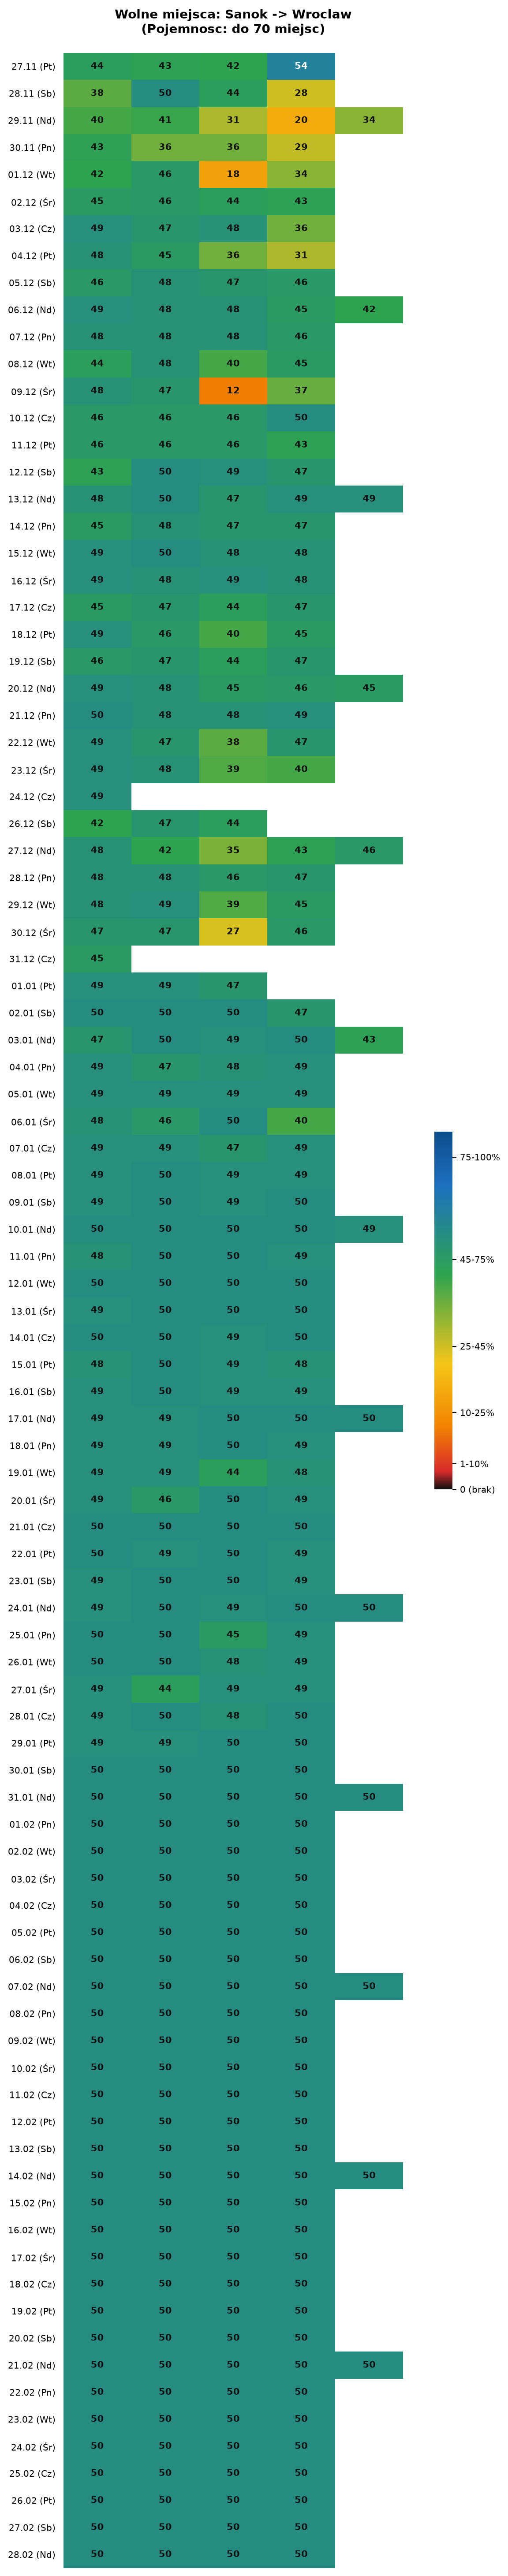 Wolne miejsca: Sanok -> Wroclaw
(Pojemnosc: do 70 miejsc)
27.11 (Pt) 44 43 42 54
28.11 (Sb) 38 50 44 28
29.11 (Nd) 40 41 31 20 34
30.11 (Pn) 43 36 36 29
01.12 (Wt) 42 46 18 34
02.12 (Śr) 45 46 44 43
03.12 (Cz) 49 47 48 36
04.12 (Pt) 48 45 36 31
05.12 (Sb) 46 48 47 46
06.12 (Nd) 49 48 48 45 42
07.12 (Pn) 48 48 48 46
08.12 (Wt) 44 48 40 45
09.12 (Śr) 48 47 12 37
10.12 (Cz) 46 46 46 50
11.12 (Pt) 46 46 46 43
12.12 (Sb) 43 50 49 47
13.12 (Nd) 48 50 47 49 49
14.12 (Pn) 45 48 47 47
15.12 (Wt) 49 50 48 48
16.12 (Śr) 49 48 49 48
17.12 (Cz) 45 47 44 47
18.12 (Pt) 49 46 40 45
19.12 (Sb) 46 47 44 47
20.12 (Nd) 49 48 45 46 45
21.12 (Pn) 50 48 48 49
22.12 (Wt) 49 47 38 47
23.12 (Śr) 49 48 39 40
24.12 (Cz) 49
26.12 (Sb) 42 47 44
27.12 (Nd) 48 42 35 43 46
28.12 (Pn) 48 48 46 47
29.12 (Wt) 48 49 39 45
30.12 (Śr) 47 47 27 46
31.12 (Cz) 45
01.01 (Pt) 49 49 47
02.01 (Sb) 50 50 50 47
03.01 (Nd) 47 50 49 50 43
04.01 (Pn) 49 47 48 49
05.01 (Wt) 49 49 49 49
06.01 (Śr) 48 46 50 40
07.01 (Cz) 49 49 47 49
08.01 (Pt) 49 50 49 49
09.01 (Sb) 49 50 49 50
10.01 (Nd) 50 50 50 50 49
11.01 (Pn) 48 50 50 49
12.01 (Wt) 50 50 50 50
13.01 (Śr) 49 50 50 50
14.01 (Cz) 50 50 49 50
15.01 (Pt) 48 50 49 48
16.01 (Sb) 49 50 49 49
17.01 (Nd) 49 49 50 50 50
18.01 (Pn) 49 49 50 49
19.01 (Wt) 49 49 44 48
20.01 (Śr) 49 46 50 49
21.01 (Cz) 50 50 50 50
22.01 (Pt) 50 49 50 49
23.01 (Sb) 49 50 50 49
24.01 (Nd) 49 50 49 50 50
25.01 (Pn) 50 50 45 49
26.01 (Wt) 50 50 48 49
27.01 (Śr) 49 44 49 49
28.01 (Cz) 49 50 48 50
29.01 (Pt) 49 49 50 50
30.01 (Sb) 50 50 50 50
31.01 (Nd) 50 50 50 50 50
01.02 (Pn) 50 50 50 50
02.02 (Wt) 50 50 50 50
03.02 (Śr) 50 50 50 50
04.02 (Cz) 50 50 50 50
05.02 (Pt) 50 50 50 50
06.02 (Sb) 50 50 50 50
07.02 (Nd) 50 50 50 50 50
08.02 (Pn) 50 50 50 50
09.02 (Wt) 50 50 50 50
10.02 (Śr) 50 50 50 50
11.02 (Cz) 50 50 50 50
12.02 (Pt) 50 50 50 50
13.02 (Sb) 50 50 50 50
14.02 (Nd) 50 50 50 50 50
15.02 (Pn) 50 50 50 50
16.02 (Wt) 50 50 50 50
17.02 (Śr) 50 50 50 50
18.02 (Cz) 50 50 50 50
19.02 (Pt) 50 50 50 50
20.02 (Sb) 50 50 50 50
21.02 (Nd) 50 50 50 50 50
22.02 (Pn) 50 50 50 50
23.02 (Wt) 50 50 50 50
24.02 (Śr) 50 50 50 50
25.02 (Cz) 50 50 50 50
26.02 (Pt) 50 50 50 50
27.02 (Sb) 50 50 50 50
28.02 (Nd) 50 50 50 50
75-100%
45-75%
25-45%
10-25%
1-10%
0 (brak)